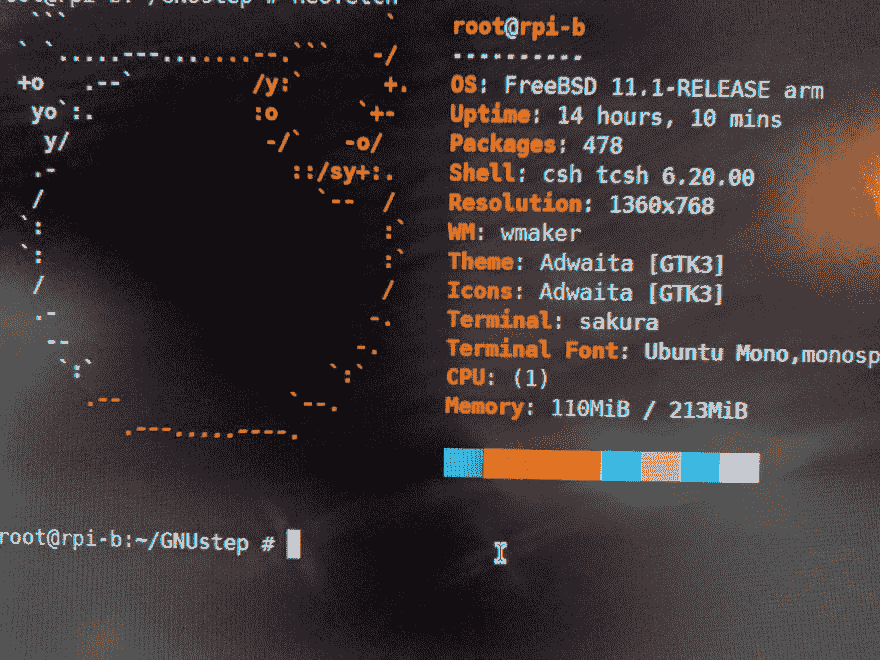 root@rpi-b:~/GNUstep # neofetch
root@rpi-b
----------
OS: FreeBSD 11.1-RELEASE arm
Uptime: 14 hours, 10 mins
Packages: 478
Shell: csh tcsh 6.20.00
Resolution: 1360x768
WM: wmaker
Theme: Adwaita [GTK3]
Icons: Adwaita [GTK3]
Terminal: sakura
Terminal Font: Ubuntu Mono,monosp
CPU: (1)
Memory: 110MiB / 213MiB
root@rpi-b:~/GNUstep #